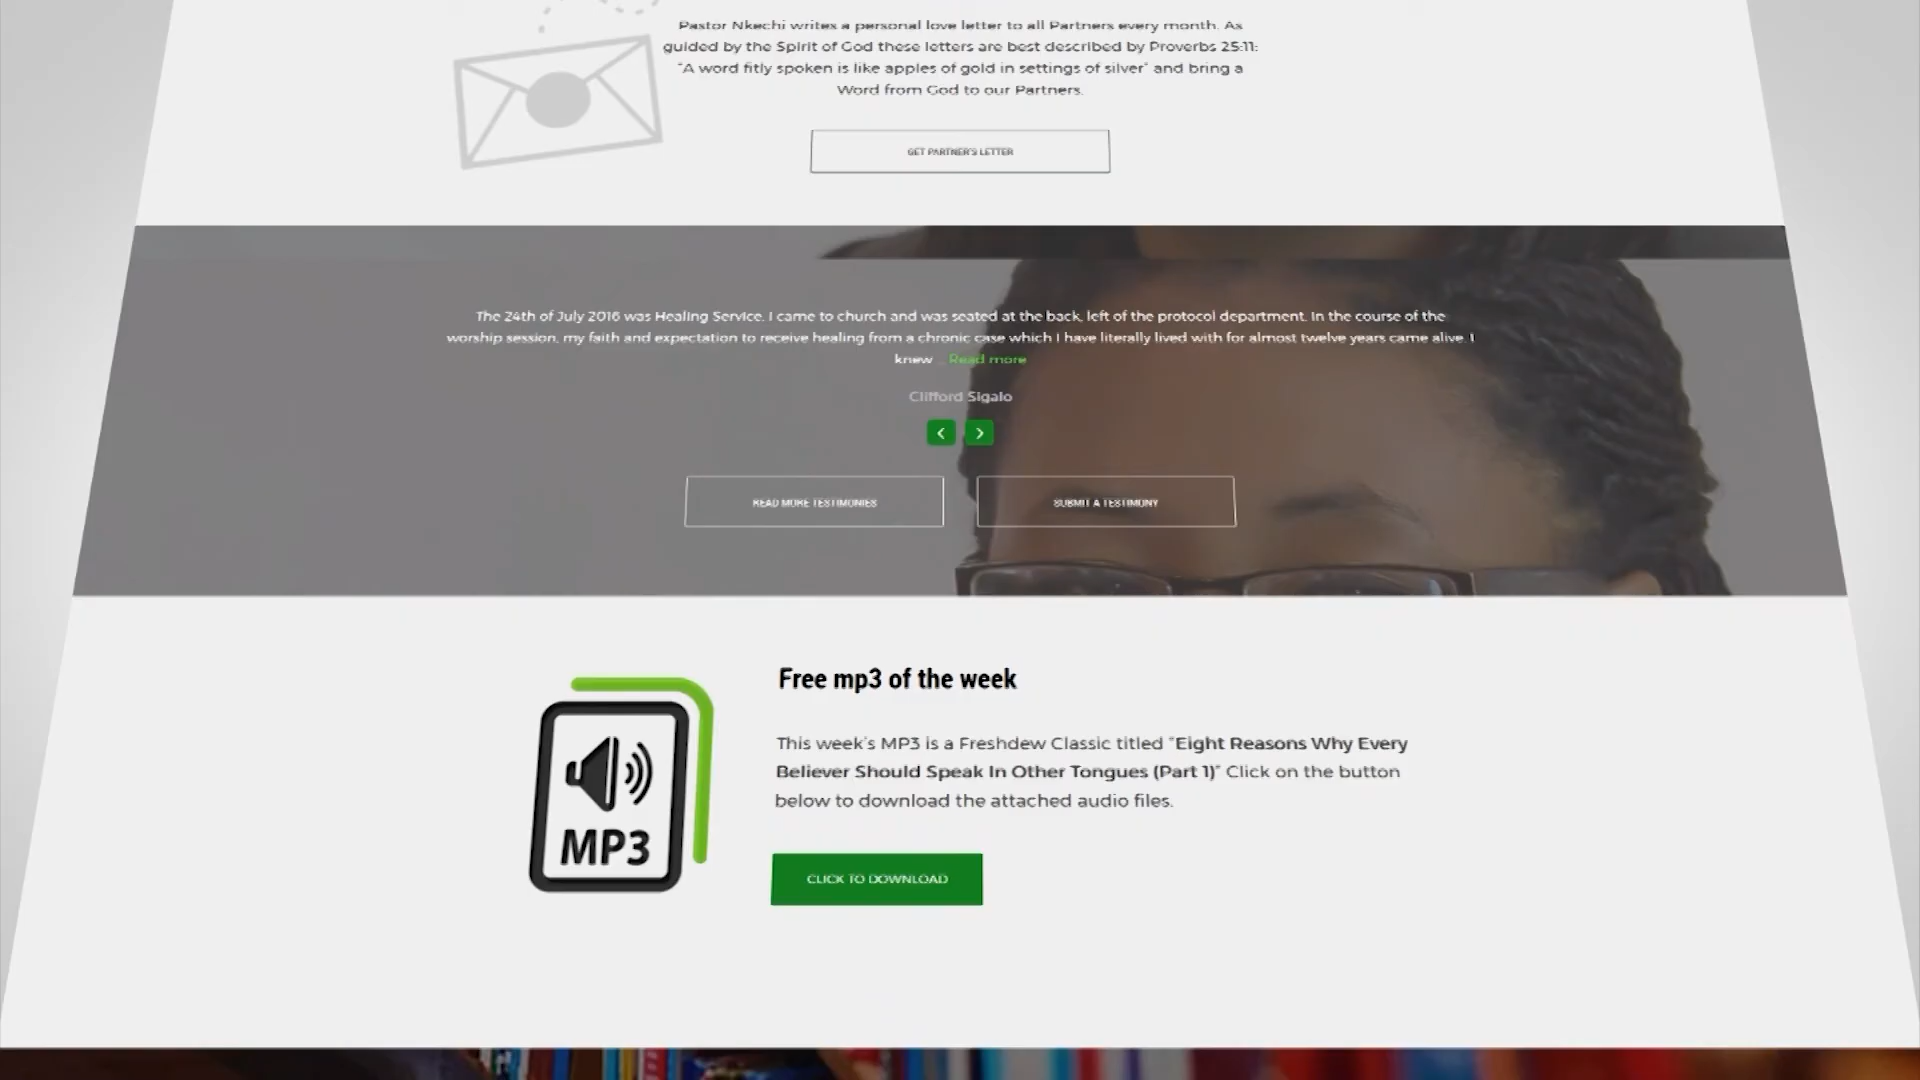 Pastor Nkechi writes a personal love letter to all Partners every month. As
guided by the Spirit of God these letters are best described by Proverbs 25:11:
"A word fitly spoken is like apples of gold in settings of silver" and bring a
Word from God to our Partners.
GET PARTNER'S LETTER
The 24th of July 2016 was Healing Service. I came to church and was seated at the back, left of the protocol department. In the course of the
worship session, my faith and expectation to receive healing from a chronic case which I have literally lived with for almost twelve years came alive. I
knew ... Read more
Clifford Sigalo
READ MORE TESTIMONIES
SUBMIT A TESTIMONY
Free mp3 of the week
This week's MP3 is a Freshdew Classic titled "Eight Reasons Why Every
Believer Should Speak In Other Tongues (Part 1)" Click on the button
below to download the attached audio files.
MP3
CLICK TO DOWNLOAD